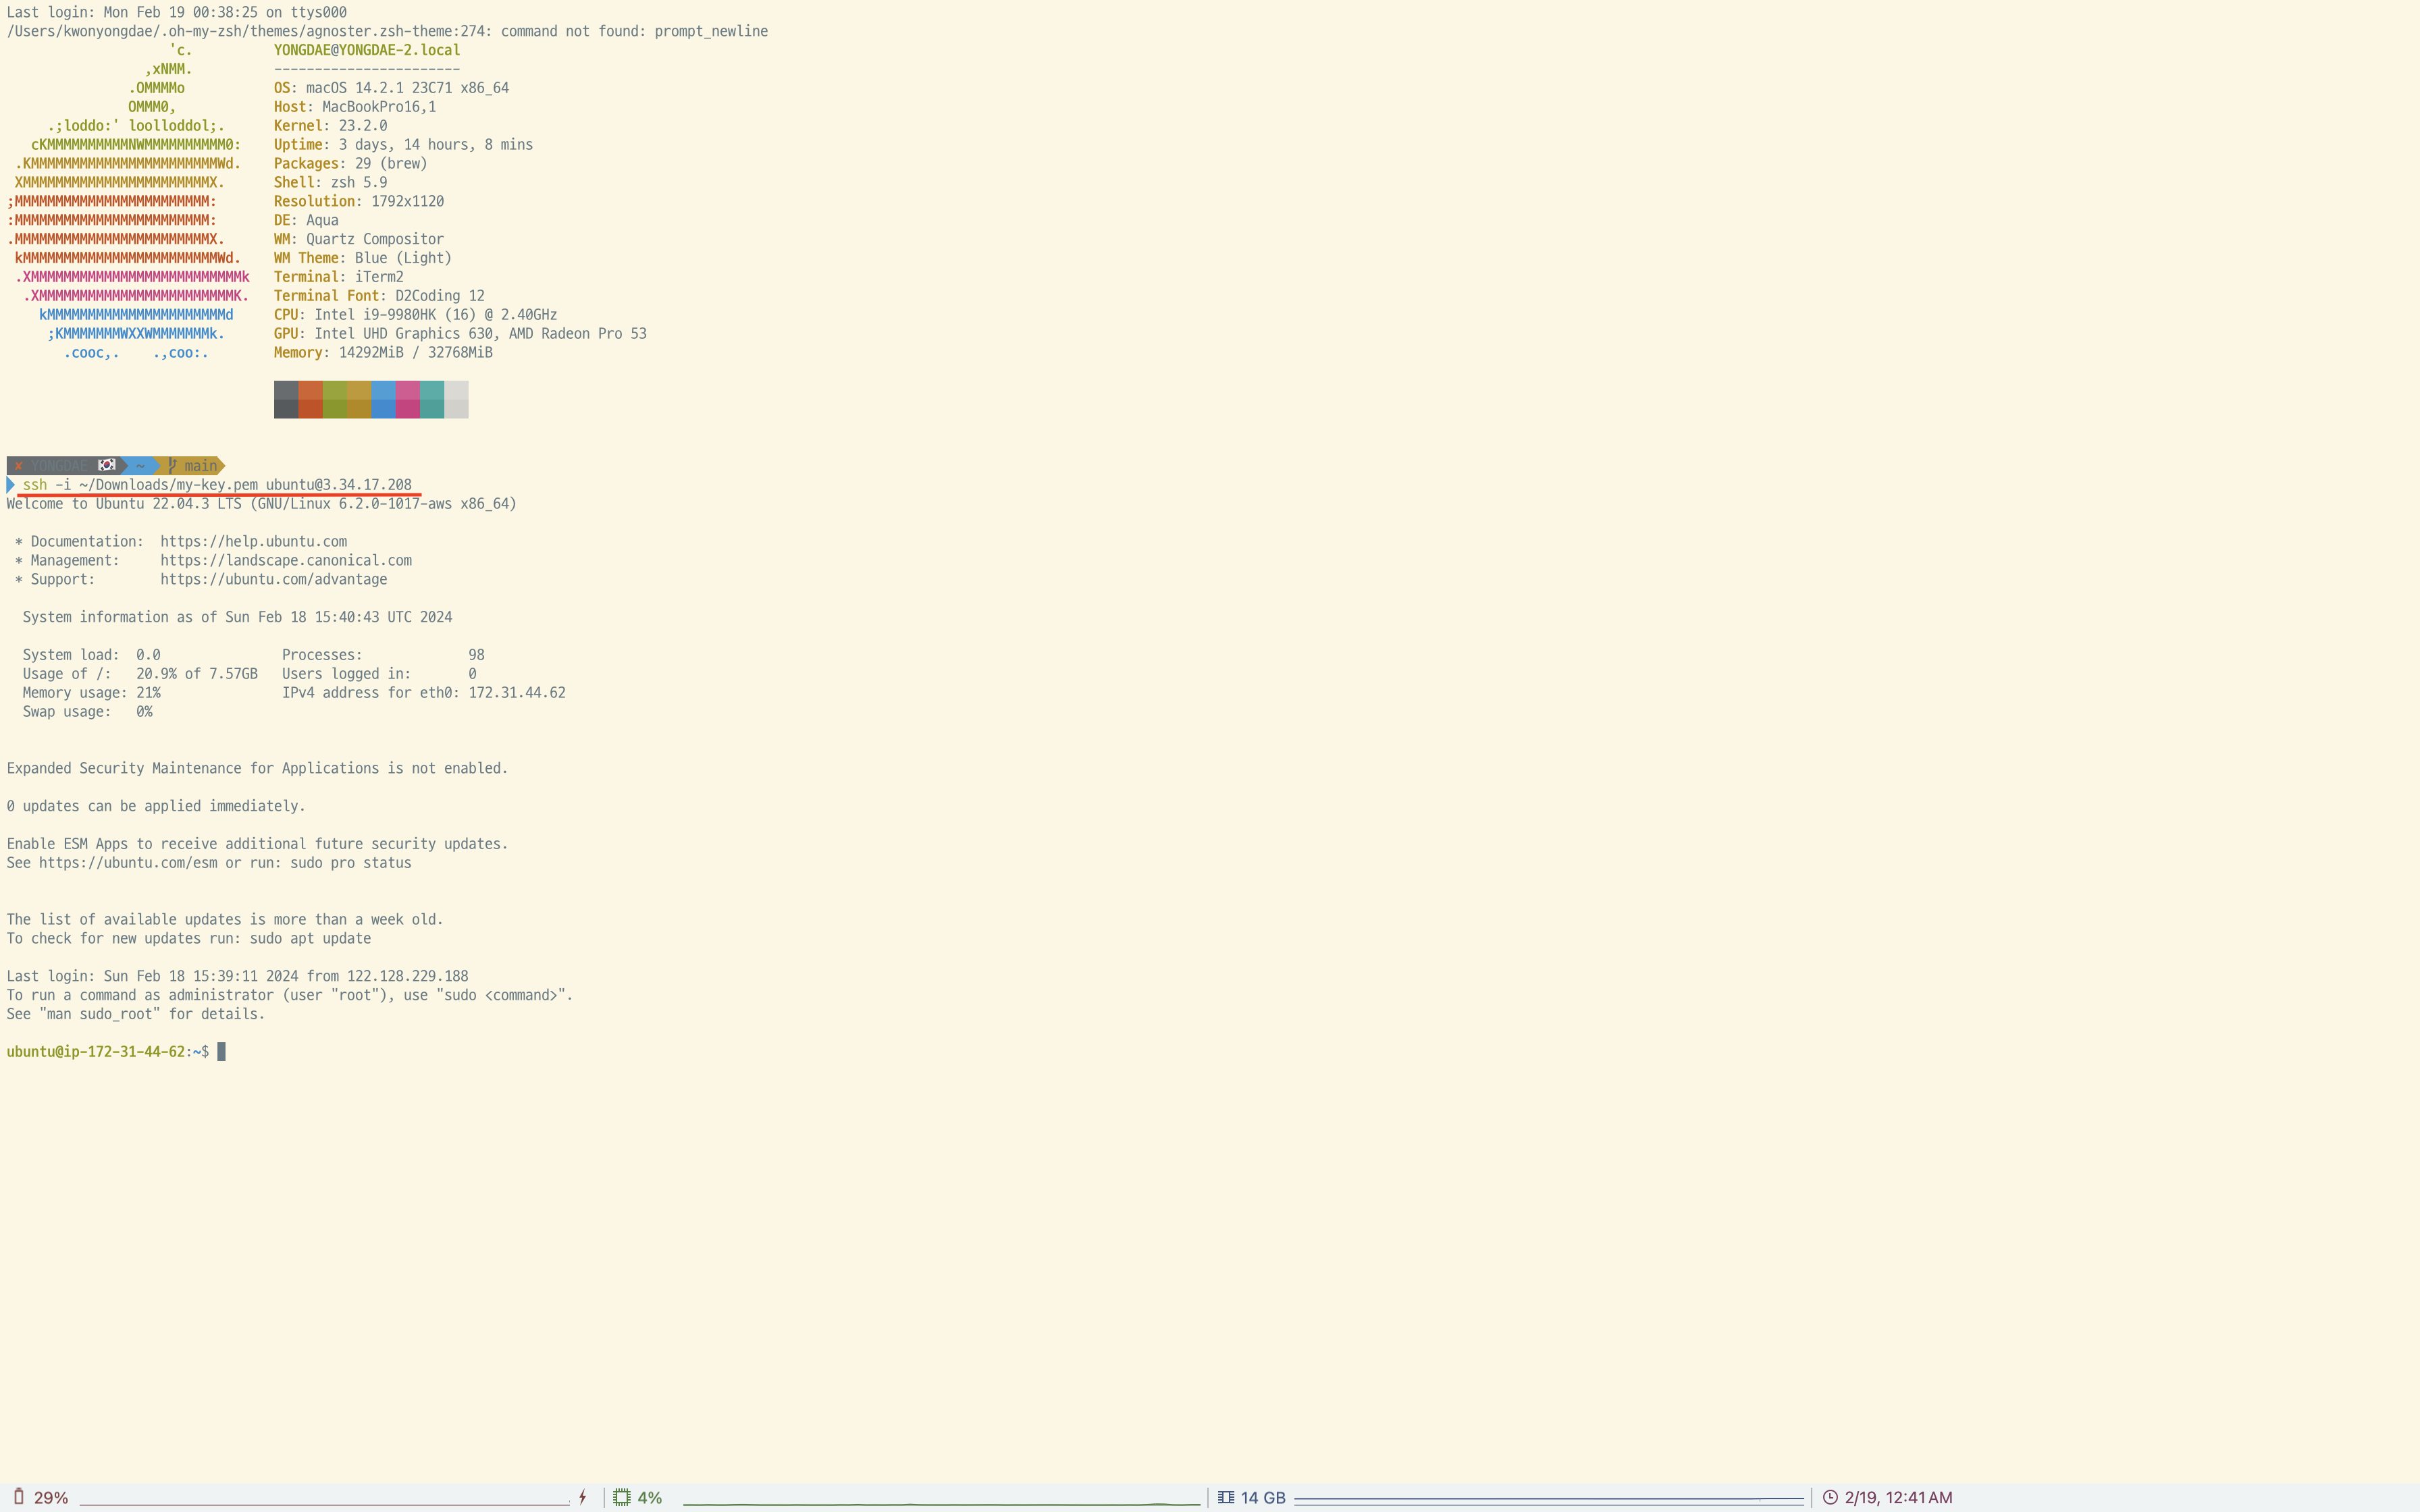 Last login: Mon Feb 19 00:38:25 on ttys000
/Users/kwonyongdae/.oh-my-zsh/themes/agnoster.zsh-theme:274: command not found: prompt_newline
                    'c.          YONGDAE@YONGDAE-2.local
                 ,xNMM.          -----------------------
               .OMMMMo           OS: macOS 14.2.1 23C71 x86_64
               OMMM0,            Host: MacBookPro16,1
     .;loddo:' loolloddol;.      Kernel: 23.2.0
   cKMMMMMMMMMMNWMMMMMMMMMM0:    Uptime: 3 days, 14 hours, 8 mins
 .KMMMMMMMMMMMMMMMMMMMMMMMWd.    Packages: 29 (brew)
 XMMMMMMMMMMMMMMMMMMMMMMMX.      Shell: zsh 5.9
;MMMMMMMMMMMMMMMMMMMMMMMM:       Resolution: 1792x1120
:MMMMMMMMMMMMMMMMMMMMMMMM:       DE: Aqua
.MMMMMMMMMMMMMMMMMMMMMMMMX.      WM: Quartz Compositor
 kMMMMMMMMMMMMMMMMMMMMMMMMWd.    WM Theme: Blue (Light)
 .XMMMMMMMMMMMMMMMMMMMMMMMMMMk   Terminal: iTerm2
  .XMMMMMMMMMMMMMMMMMMMMMMMMK.   Terminal Font: D2Coding 12
    kMMMMMMMMMMMMMMMMMMMMMMd     CPU: Intel i9-9980HK (16) @ 2.40GHz
     ;KMMMMMMMWXXWMMMMMMMk.      GPU: Intel UHD Graphics 630, AMD Radeon Pro 53
       .cooc,.    .,coo:.        Memory: 14292MiB / 32768MiB
✘ YONGDAE 🇰🇷 ~ main
ssh -i ~/Downloads/my-key.pem ubuntu@3.34.17.208
Welcome to Ubuntu 22.04.3 LTS (GNU/Linux 6.2.0-1017-aws x86_64)
 * Documentation:  https://help.ubuntu.com
 * Management:     https://landscape.canonical.com
 * Support:        https://ubuntu.com/advantage
  System information as of Sun Feb 18 15:40:43 UTC 2024
  System load:  0.0               Processes:             98
  Usage of /:   20.9% of 7.57GB   Users logged in:       0
  Memory usage: 21%               IPv4 address for eth0: 172.31.44.62
  Swap usage:   0%
Expanded Security Maintenance for Applications is not enabled.
0 updates can be applied immediately.
Enable ESM Apps to receive additional future security updates.
See https://ubuntu.com/esm or run: sudo pro status
The list of available updates is more than a week old.
To check for new updates run: sudo apt update
Last login: Sun Feb 18 15:39:11 2024 from 122.128.229.188
To run a command as administrator (user "root"), use "sudo <command>".
See "man sudo_root" for details.
ubuntu@ip-172-31-44-62:~$
29% 4% 14 GB 2/19, 12:41 AM